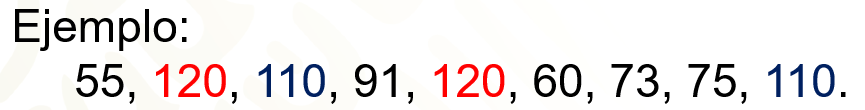 Ejemplo:
55, 120, 110, 91, 120, 60, 73, 75, 110.